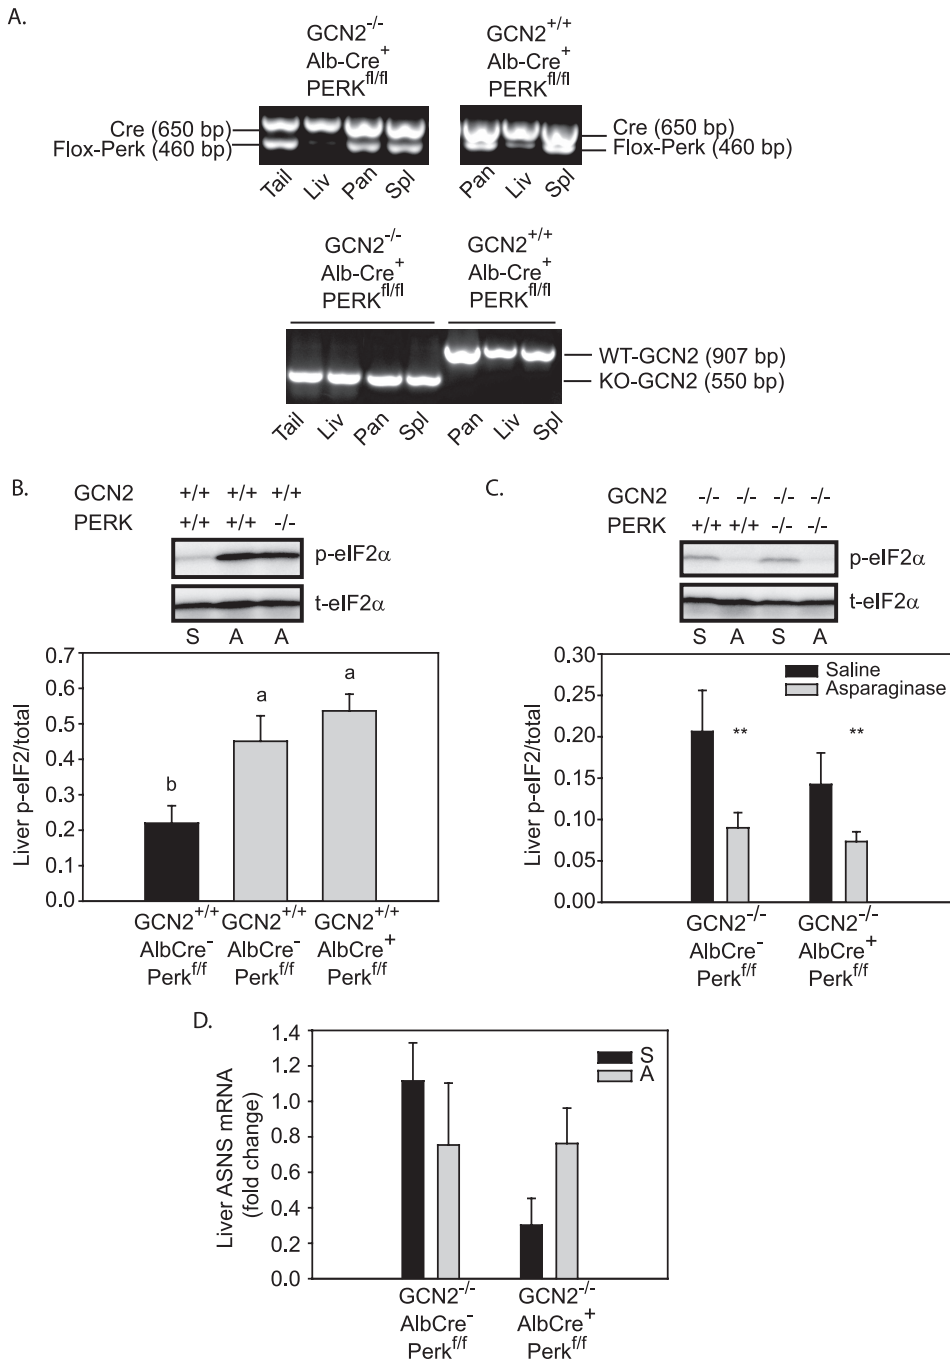 A.
GCN2-/- GCN2+/+
Alb-Cre+ Alb-Cre+
PERKfl/fl PERKfl/fl
Cre (650 bp) Cre (650 bp)
Flox-Perk (460 bp) Flox-Perk (460 bp)
Tail Liv Pan Spl Pan Liv Spl
GCN2-/- GCN2+/+
Alb-Cre+ Alb-Cre+
PERKfl/fl PERKfl/fl
WT-GCN2 (907 bp)
KO-GCN2 (550 bp)
Tail Liv Pan Spl Pan Liv Spl
B.
GCN2 +/+ +/+ +/+
PERK +/+ +/+ -/-
p-eIF2α
t-eIF2α
S A A
0.7
0.6
0.5
0.4
0.3
0.2
0.1
0.0
Liver p-eIF2/total
b a a
GCN2+/+ GCN2+/+ GCN2+/+
AlbCre- AlbCre- AlbCre+
Perkf/f Perkf/f Perkf/f
C.
GCN2 -/- -/- -/- -/-
PERK +/+ +/+ -/- -/-
p-eIF2α
t-eIF2α
S A S A
0.30
0.25
0.20
0.15
0.10
0.05
0.00
Liver p-eIF2/total
Saline
Asparaginase
** **
GCN2-/- GCN2-/-
AlbCre- AlbCre+
Perkf/f Perkf/f
D.
1.4
1.2
1.0
0.8
0.6
0.4
0.2
0.0
Liver ASNS mRNA
(fold change)
S
A
GCN2-/- GCN2-/-
AlbCre- AlbCre+
Perkf/f Perkf/f